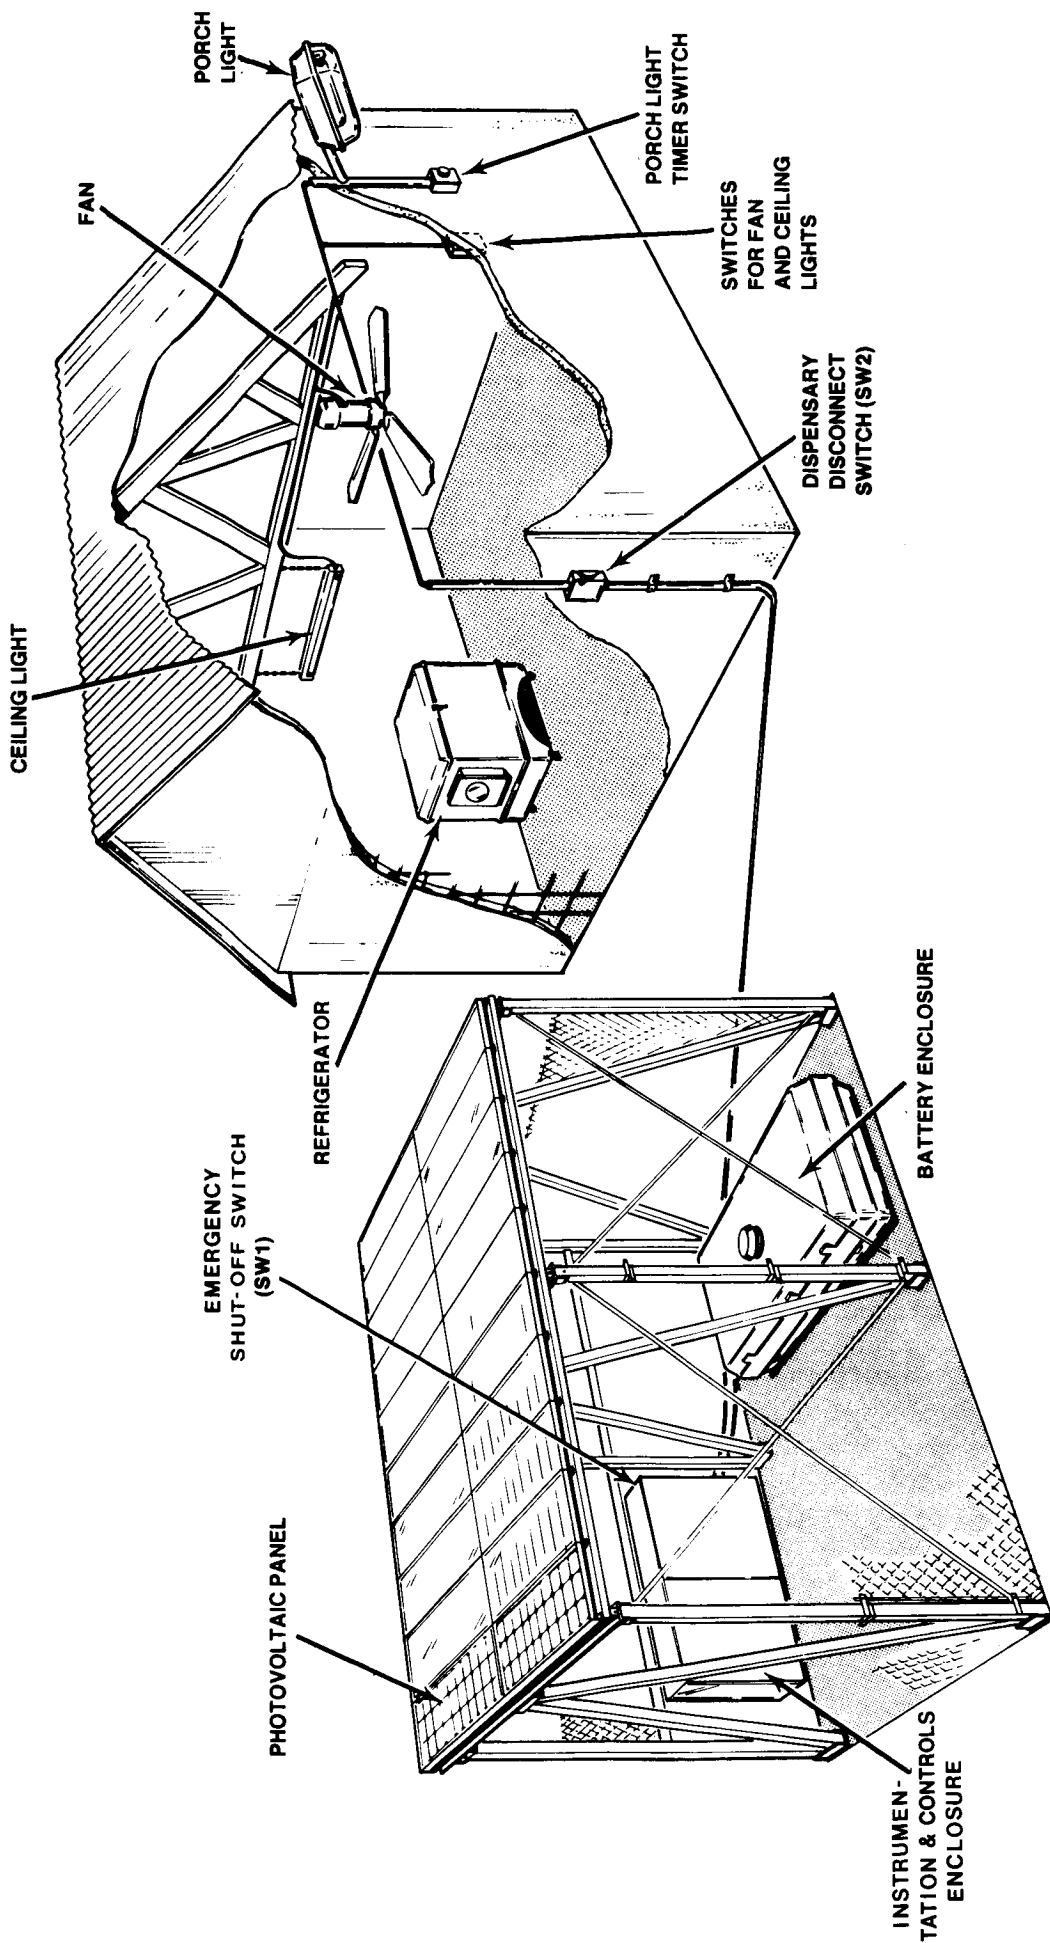 CEILING LIGHT
FAN
PORCH
LIGHT
PORCH LIGHT
TIMER SWITCH
SWITCHES
FOR FAN
AND CEILING
LIGHTS
DISPENSARY
DISCONNECT
SWITCH (SW2)
REFRIGERATOR
EMERGENCY
SHUT-OFF SWITCH
(SW1)
PHOTOVOLTAIC PANEL
BATTERY ENCLOSURE
INSTRUMEN-
TATION & CONTROLS
ENCLOSURE